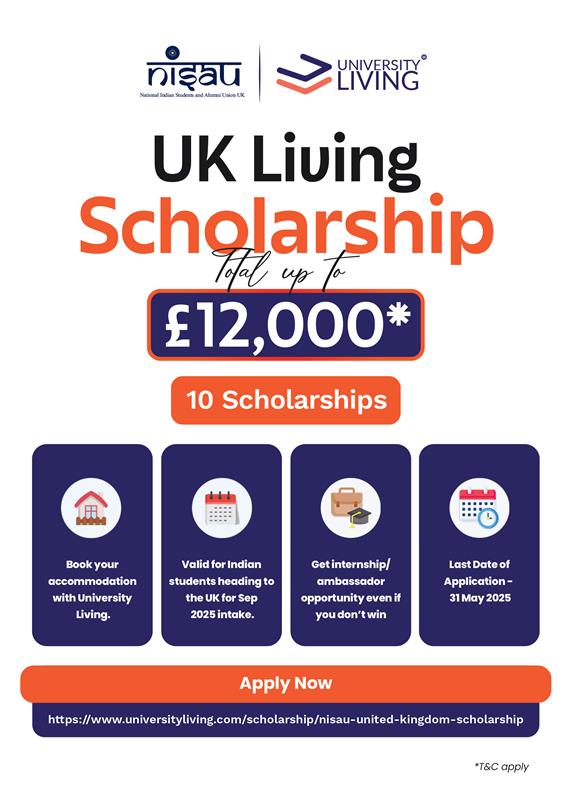 nisau
National Indian Students and Alumni Union UK
UNIVERSITY
LIVING
UK Living
Scholarship
Total up to
£12,000*
10 Scholarships
Book your
accommodation
with University
Living.
Valid for Indian
students heading to
the UK for Sep
2025 intake.
Get internship/
ambassador
opportunity even if
you don't win
Last Date of
Application -
31 May 2025
Apply Now
https://www.universityliving.com/scholarship/nisau-united-kingdom-scholarship
*T&C apply